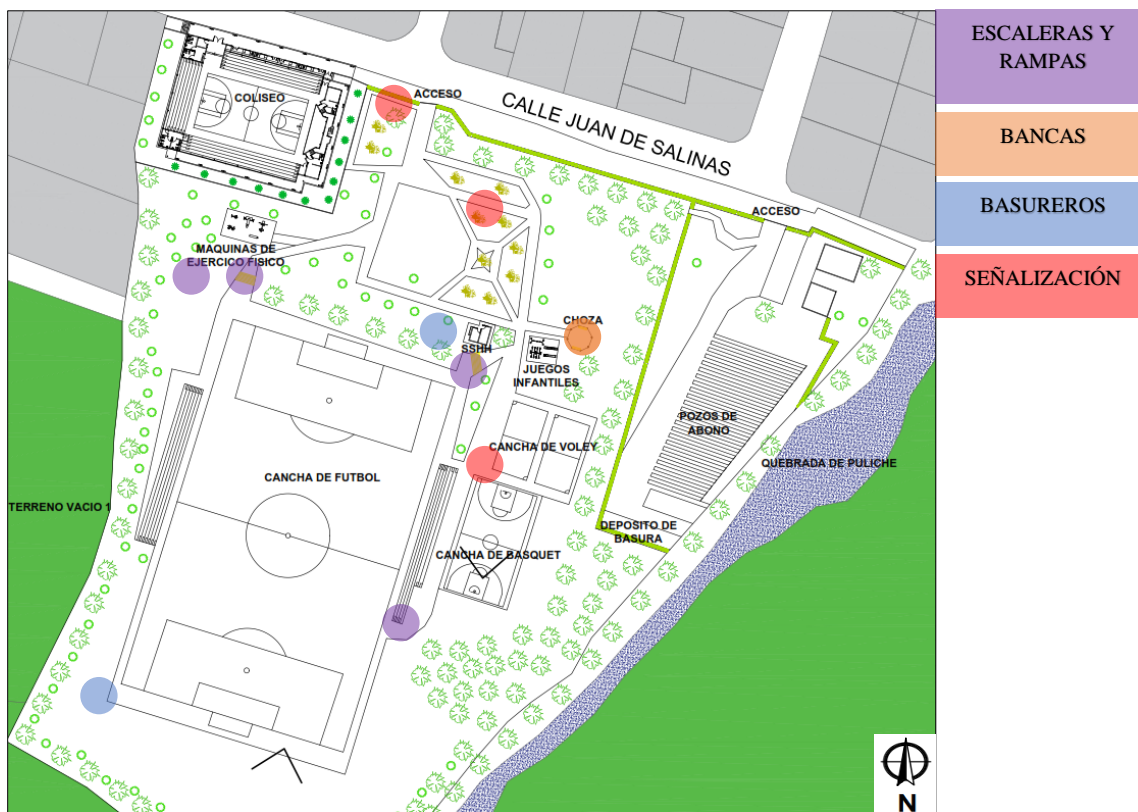 ESCALERAS Y
RAMPAS
BANCAS
BASUREROS
SEÑALIZACIÓN
COLISEO
ACCESO
CALLE JUAN DE SALINAS
ACCESO
MAQUINAS DE
EJERCICO FÍSICO
CHOZA
SSHH
JUEGOS
INFANTILES
POZOS DE
ABONO
CANCHA DE VOLEY
QUEBRADA DE PULICHE
CANCHA DE FUTBOL
TERRENO VACIO 1
DEPOSITO DE
BASURA
CANCHA DE BASQUET
N